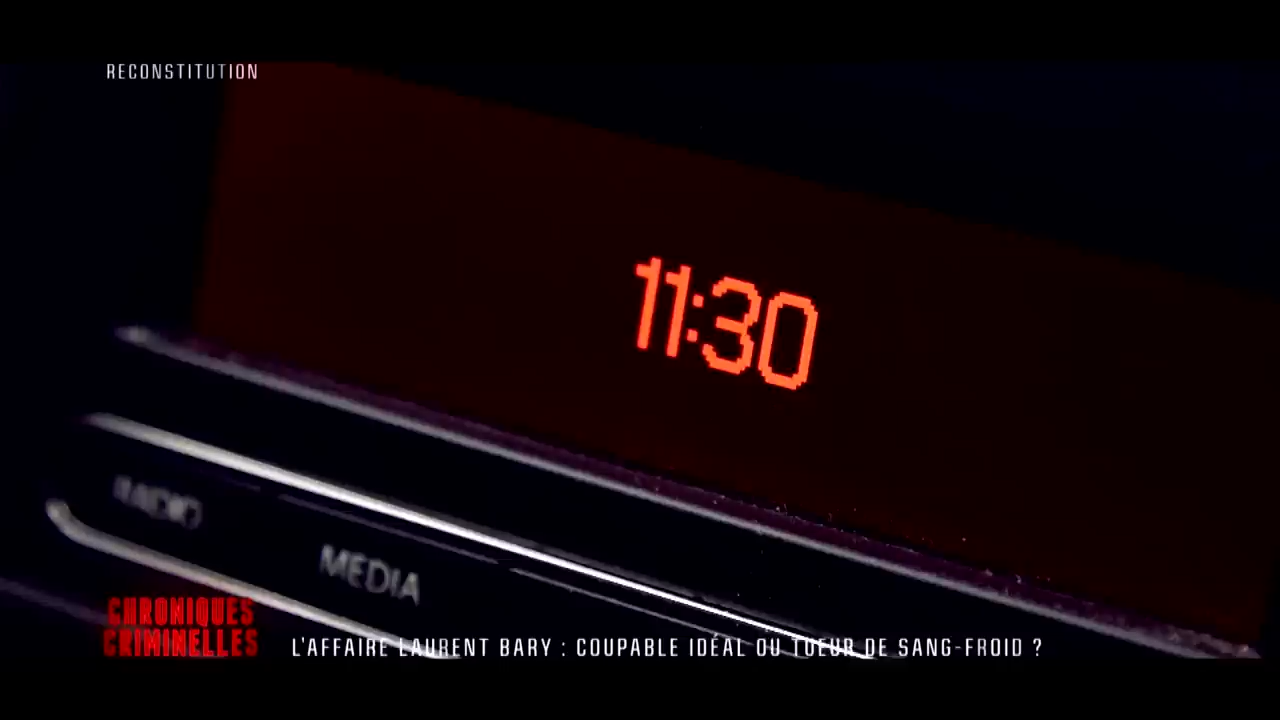 RECONSTITUTION
11:30
RADIO
MEDIA
CHRONIQUES
CRIMINELLES
L'AFFAIRE LAURENT BARY : COUPABLE IDÉAL OU TUEUR DE SANG-FROID ?